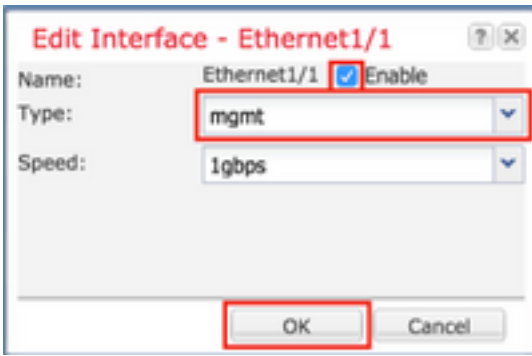 Edit Interface - Ethernet1/1
Name: Ethernet1/1 Enable
Type: mgmt
Speed: 1gbps
OK Cancel